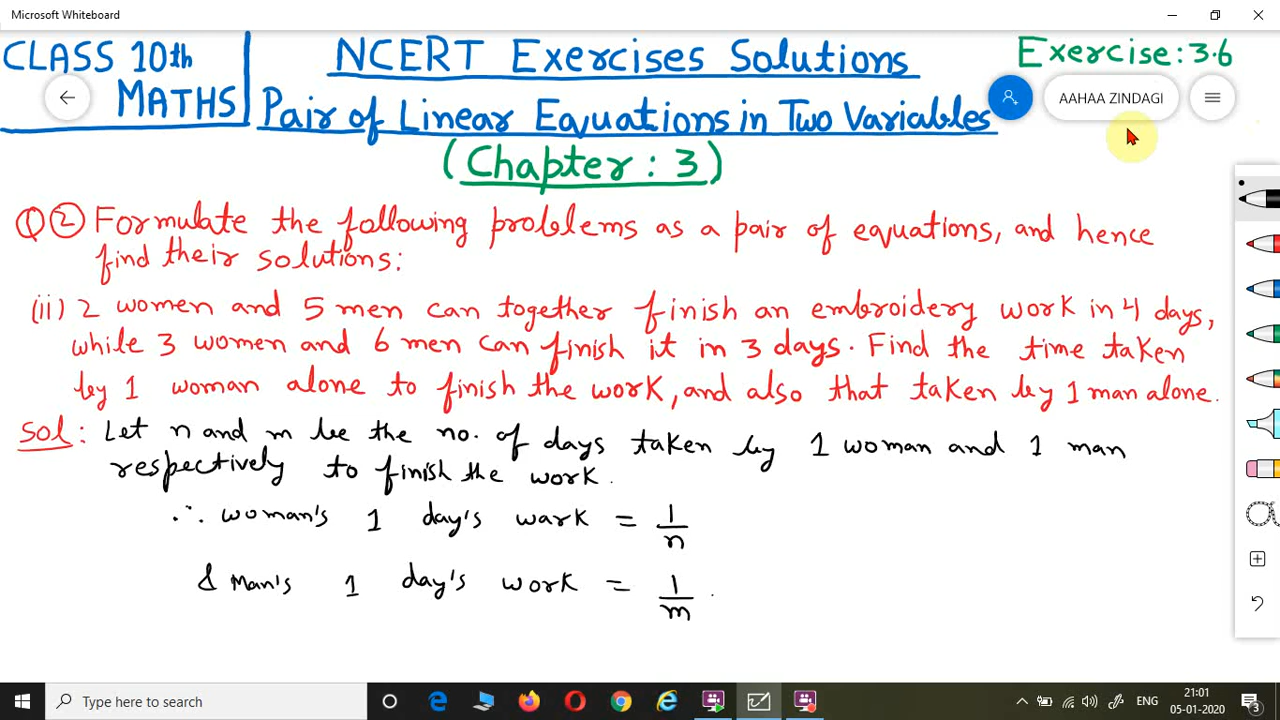 Microsoft Whiteboard
CLASS 10th
MATHS
NCERT Exercises Solutions
Pair of Linear Equations in Two Variables
(Chapter : 3)
Exercise: 3.6
AAHAA ZINDAGI
Q ② Formulate the following problems as a pair of equations, and hence
find their solutions:
(ii) 2 women and 5 men can together finish an embroidery work in 4 days,
while 3 women and 6 men can finish it in 3 days. Find the time taken
by 1 woman alone to finish the work, and also that taken by 1 man alone.
Sol: Let n and m be the no. of days taken by 1 woman and 1 man
respectively to finish the work.
∴ woman's 1 day's wark = 1/n
& Man's 1 day's work = 1/m
Type here to search
ENG
21:01
05-01-2020
3